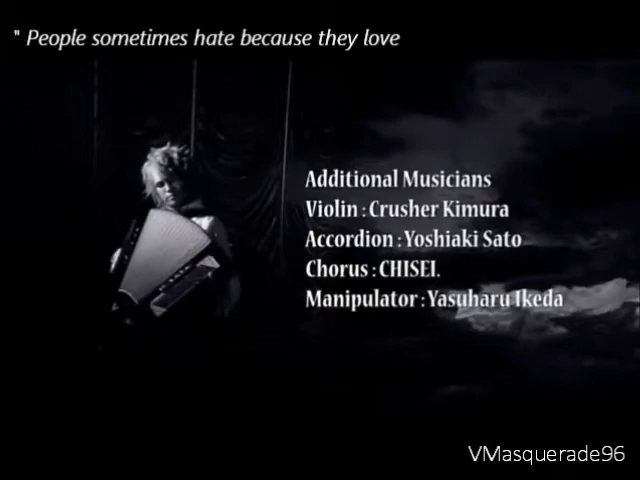 " People sometimes hate because they love
Additional Musicians
Violin : Crusher Kimura
Accordion : Yoshiaki Sato
Chorus : CHISEI.
Manipulator : Yasuharu Ikeda
VMasquerade96